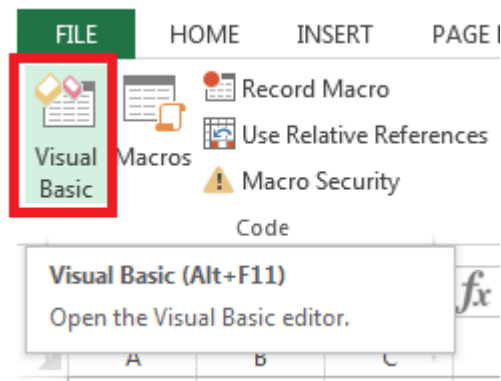 FILE HOME INSERT PAGE
Record Macro
Use Relative References
Macro Security
Visual Basic
Macros
Code
Visual Basic (Alt+F11)
Open the Visual Basic editor.
fx
A B C